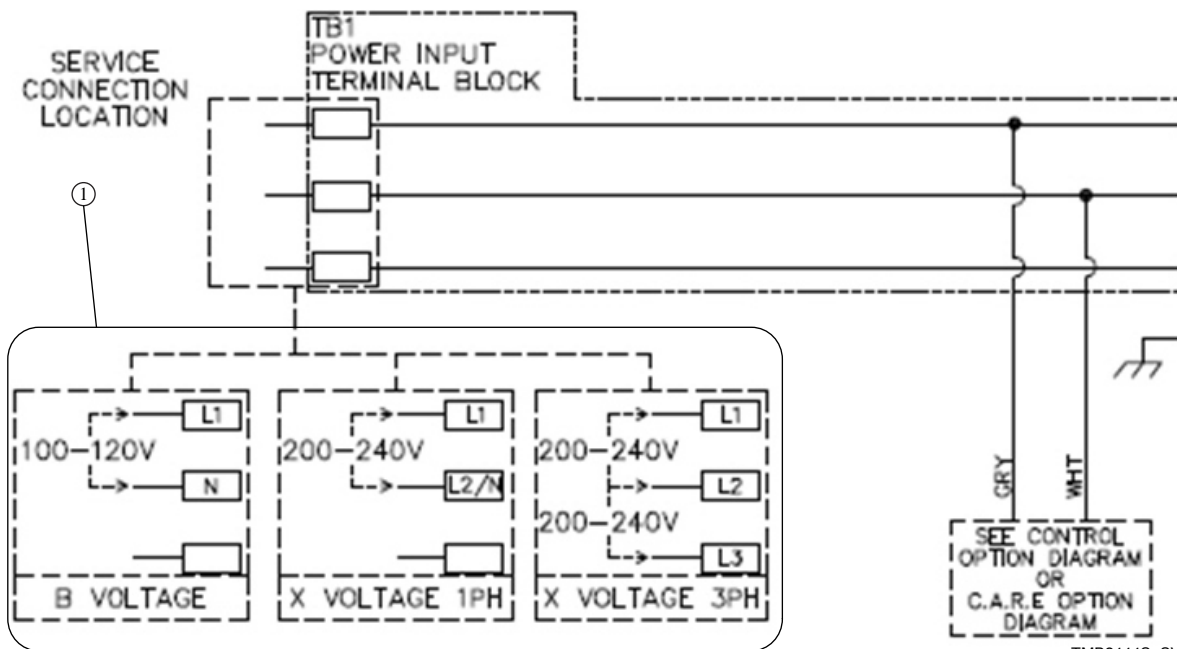 TB1
POWER INPUT
TERMINAL BLOCK
SERVICE
CONNECTION
LOCATION
1
100-120V
L1
N
B VOLTAGE
200-240V
L1
L2/N
X VOLTAGE 1PH
200-240V
200-240V
L1
L2
L3
X VOLTAGE 3PH
GRY
WHT
SEE CONTROL
OPTION DIAGRAM
OR
C.A.R.E OPTION
DIAGRAM